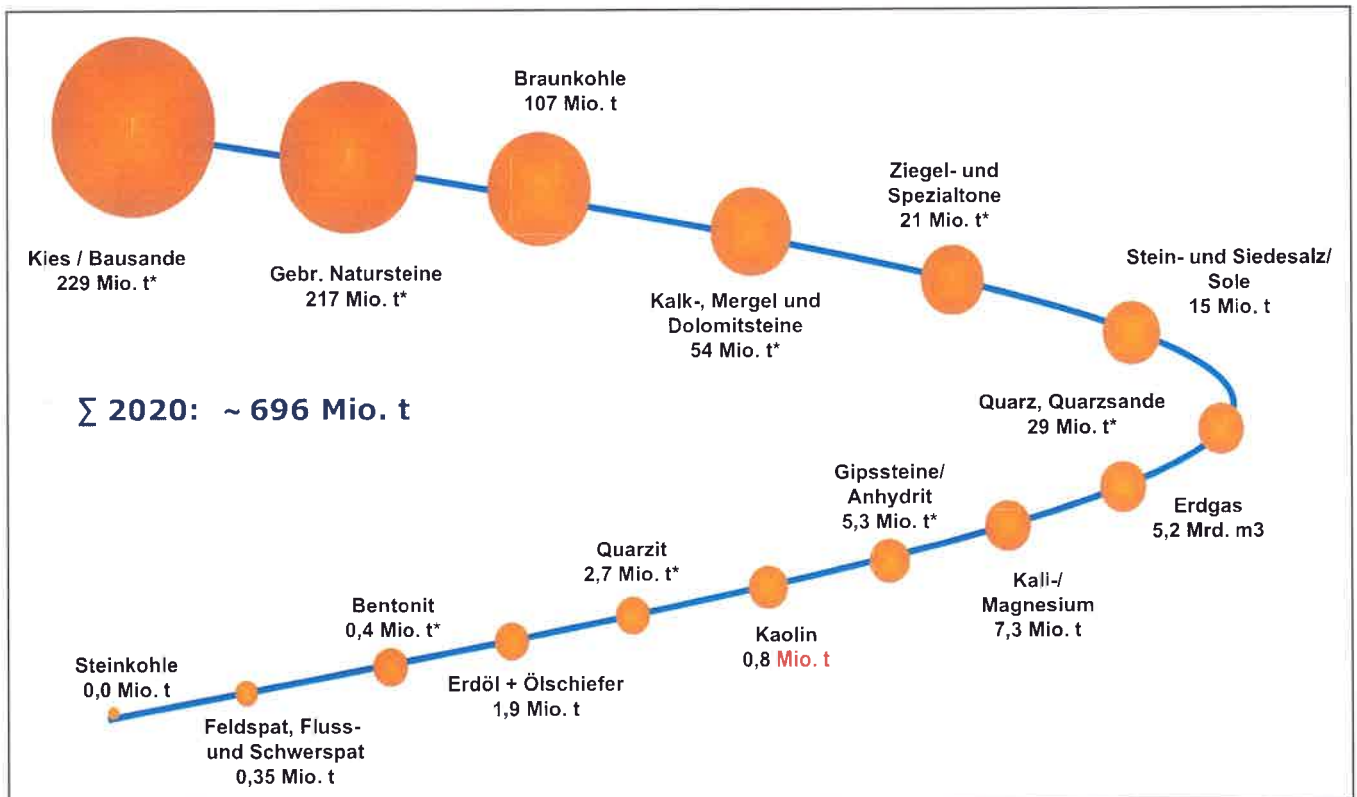 Braunkohle
107 Mio. t
Ziegel- und
Spezialtone
21 Mio. t*
Kies / Bausande
229 Mio. t*
Gebr. Natursteine
217 Mio. t*
Kalk-, Mergel und
Dolomitsteine
54 Mio. t*
Stein- und Siedesalz/
Sole
15 Mio. t
∑ 2020: ~ 696 Mio. t
Quarz, Quarzsande
29 Mio. t*
Gipssteine/
Anhydrit
5,3 Mio. t*
Erdgas
5,2 Mrd. m3
Quarzit
2,7 Mio. t*
Kali-/
Magnesium
7,3 Mio. t
Bentonit
0,4 Mio. t*
Kaolin
0,8 Mio. t
Steinkohle
0,0 Mio. t
Erdöl + Ölschiefer
1,9 Mio. t
Feldspat, Fluss-
und Schwerspat
0,35 Mio. t